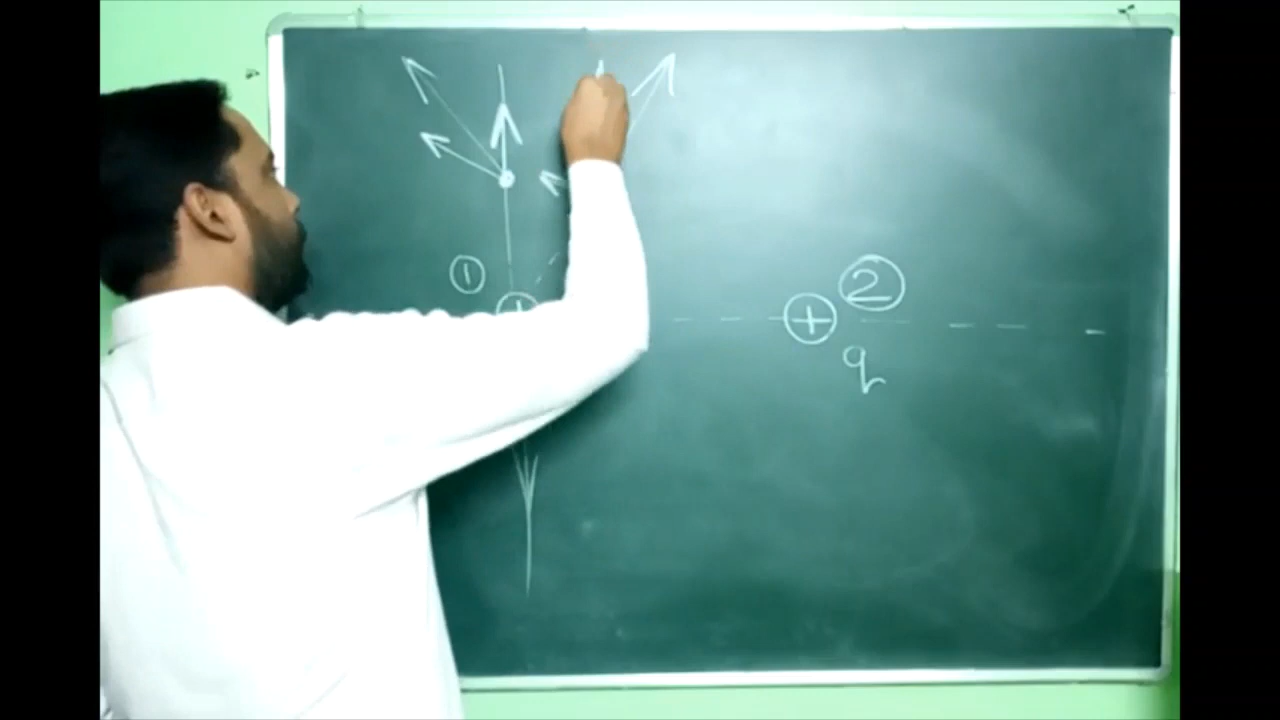 ①
+ ②
+
q